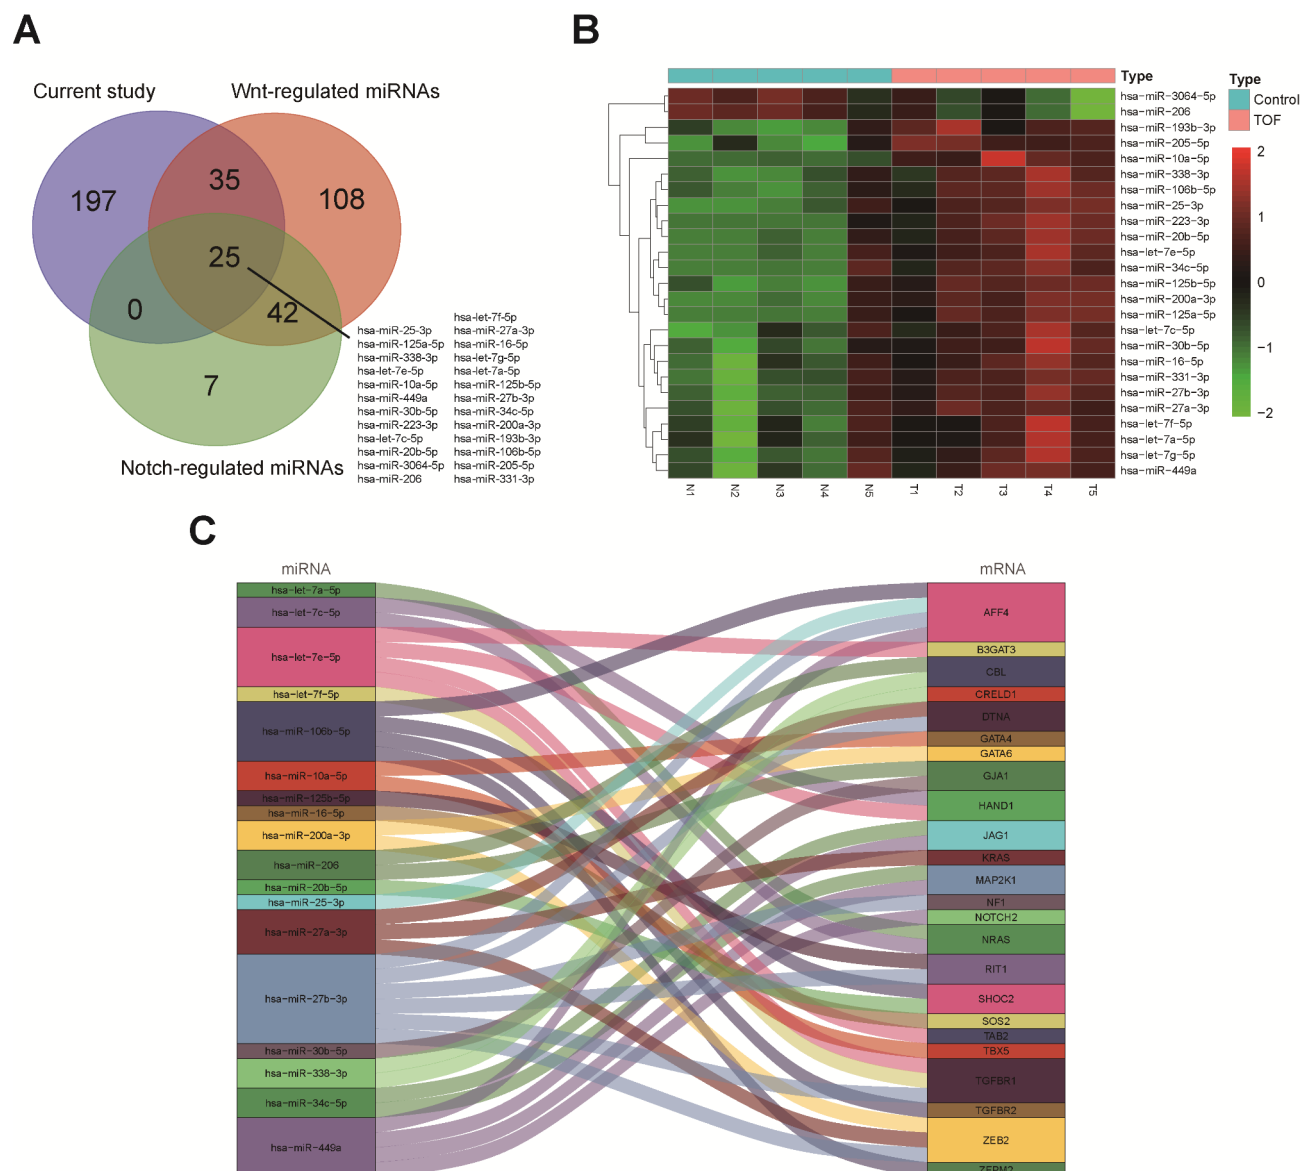 A
Current study
Wnt-regulated miRNAs
197
35
108
25
0
42
7
Notch-regulated miRNAs
hsa-miR-25-3p
hsa-miR-125a-5p
hsa-miR-338-3p
hsa-let-7e-5p
hsa-miR-10a-5p
hsa-miR-449a
hsa-miR-30b-5p
hsa-miR-223-3p
hsa-let-7c-5p
hsa-miR-20b-5p
hsa-miR-3064-5p
hsa-miR-206
hsa-let-7f-5p
hsa-miR-27a-3p
hsa-miR-16-5p
hsa-let-7g-5p
hsa-let-7a-5p
hsa-miR-125b-5p
hsa-miR-27b-3p
hsa-miR-34c-5p
hsa-miR-200a-3p
hsa-miR-193b-3p
hsa-miR-106b-5p
hsa-miR-205-5p
hsa-miR-331-3p
B
Type
hsa-miR-3064-5p
hsa-miR-206
hsa-miR-193b-3p
hsa-miR-205-5p
hsa-miR-10a-5p
hsa-miR-338-3p
hsa-miR-106b-5p
hsa-miR-25-3p
hsa-miR-223-3p
hsa-miR-20b-5p
hsa-let-7e-5p
hsa-miR-34c-5p
hsa-miR-125b-5p
hsa-miR-200a-3p
hsa-miR-125a-5p
hsa-let-7c-5p
hsa-miR-30b-5p
hsa-miR-16-5p
hsa-miR-331-3p
hsa-miR-27b-3p
hsa-miR-27a-3p
hsa-let-7f-5p
hsa-let-7a-5p
hsa-let-7g-5p
hsa-miR-449a
N1 N2 N3 N4 N5 T1 T2 T3 T4 T5
Type
Control
TOF
2
1
0
−1
−2
C
miRNA
hsa−let−7a−5p
hsa−let−7c−5p
hsa−let−7e−5p
hsa−let−7f−5p
hsa−miR−106b−5p
hsa−miR−10a−5p
hsa−miR−125b−5p
hsa−miR−16−5p
hsa−miR−200a−3p
hsa−miR−206
hsa−miR−20b−5p
hsa−miR−25−3p
hsa−miR−27a−3p
hsa−miR−27b−3p
hsa−miR−30b−5p
hsa−miR−338−3p
hsa−miR−34c−5p
hsa−miR−449a
mRNA
AFF4
B3GAT3
CBL
CRELD1
DTNA
GATA4
GATA6
GJA1
HAND1
JAG1
KRAS
MAP2K1
NF1
NOTCH2
NRAS
RIT1
SHOC2
SOS2
TAB2
TBX5
TGFBR1
TGFBR2
ZEB2
ZFPM2